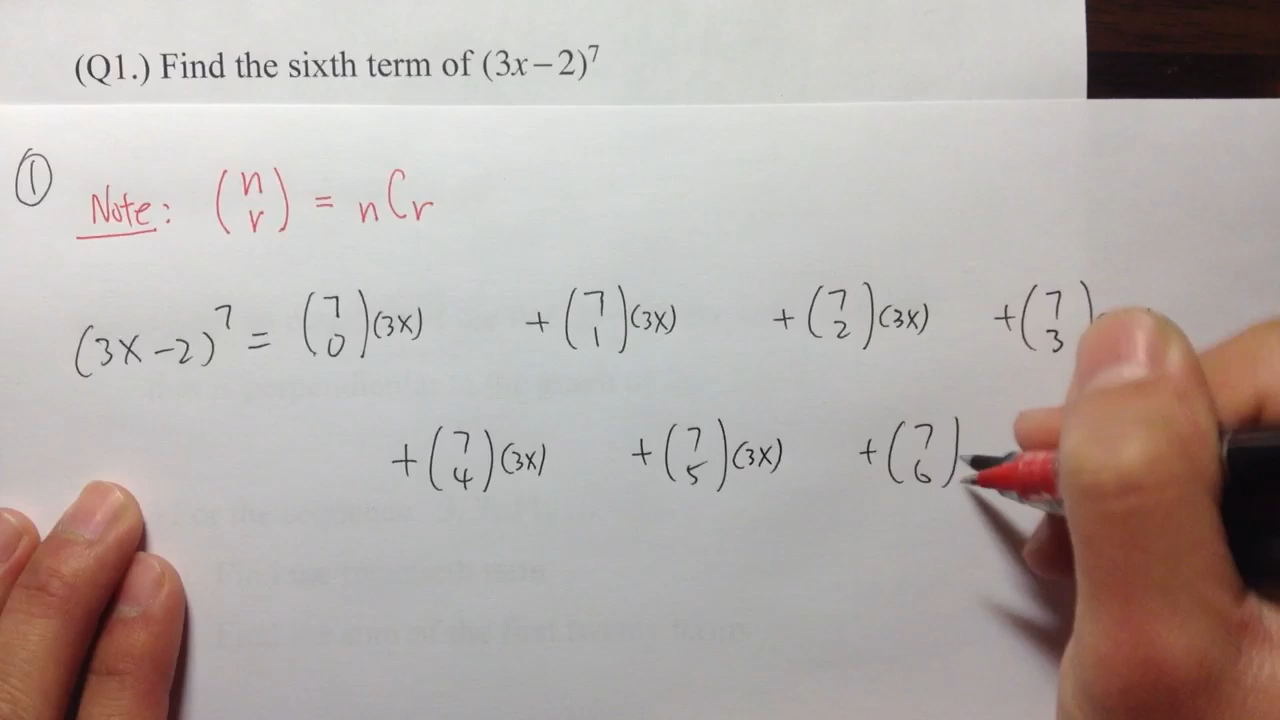 (Q1.) Find the sixth term of (3x−2)⁷
①
Note: (n r) = nCr
(3x−2)⁷ = (7 0)(3x) + (7 1)(3x) + (7 2)(3x) + (7 3)
+ (7 4)(3x) + (7 5)(3x) + (7 6)